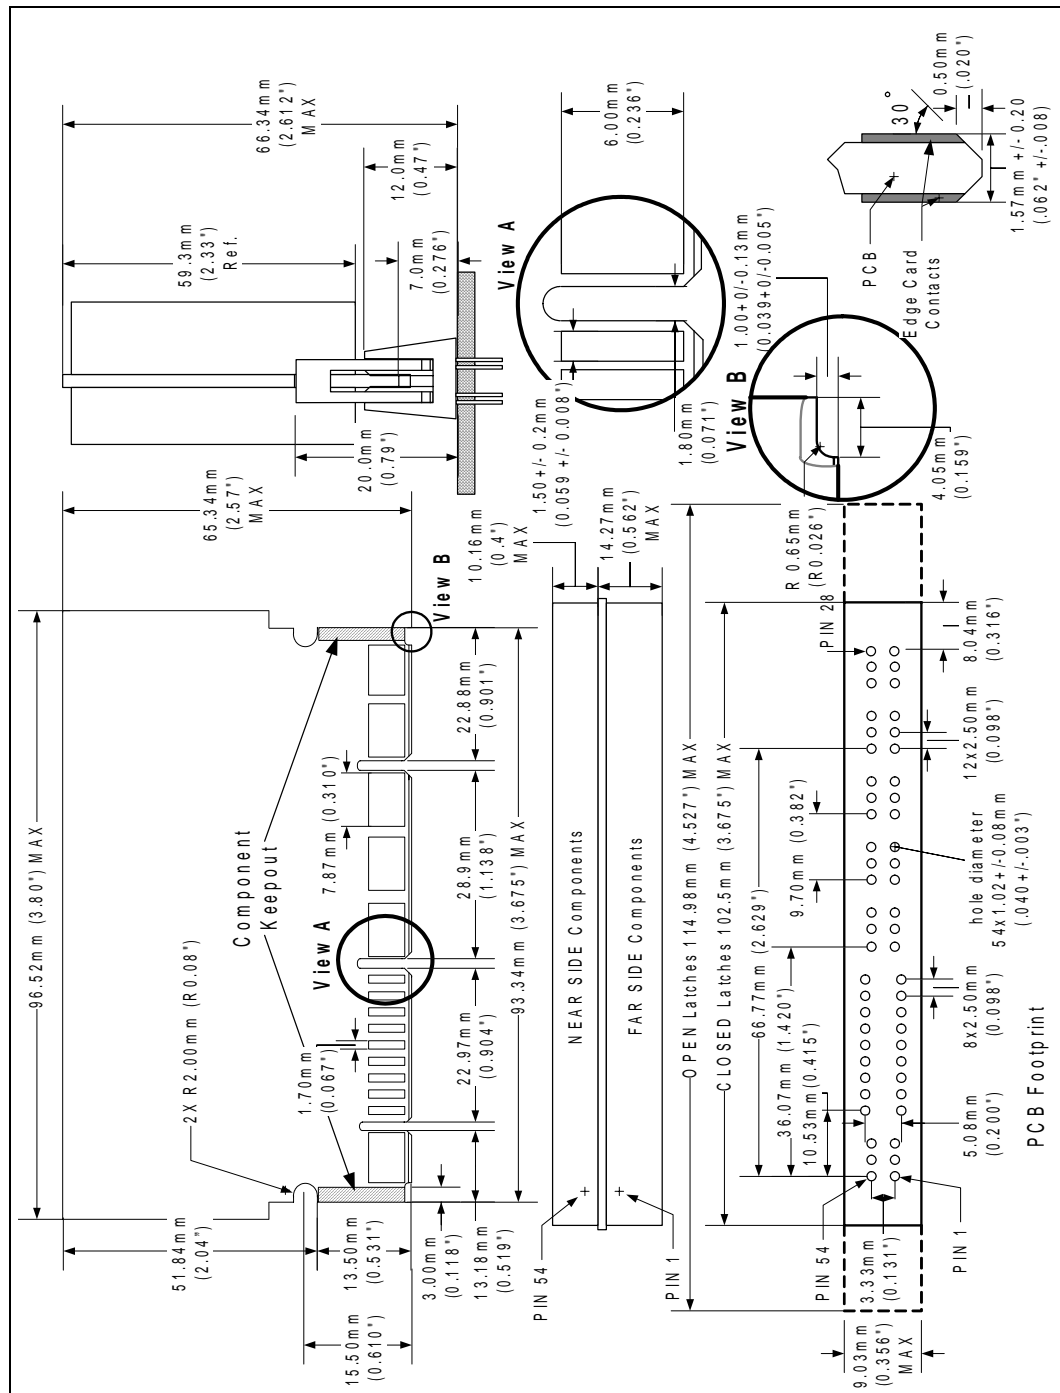 66.34mm
(2.612")
MAX
12.0mm
(0.47")
59.3mm
(2.33")
Ref.
7.0mm
(0.276")
20.0mm
(0.79")
65.34mm
(2.57")
MAX
6.00mm
(0.236")
View A
1.50+/-0.2mm
(.059 +/-0.008")
1.80mm
(0.071")
0.50mm
(.020")
30°
1.57mm +/-0.20
(.062" +/-.008)
PCB
Edge Card
Contacts
1.00+0/-0.13mm
(0.039+0/-0.005")
View B
R 0.65mm
(R0.026")
4.05mm
(0.159")
96.52mm (3.80") MAX
View B
Component
Keepout
7.87mm (0.310")
View A
2X R2.00mm (R0.08")
1.70mm
(0.067")
22.88mm
(0.901")
28.9mm
(1.138")
22.97mm
(0.904")
93.34mm (3.675") MAX
51.84mm
(2.04")
13.50mm
(0.531")
15.50mm
(0.610")
3.00mm
(0.118")
13.18mm
(0.519")
10.16mm
(0.4")
MAX
14.27mm
(0.562")
MAX
NEAR SIDE Components
FAR SIDE Components
PIN 54
PIN 1
OPEN Latches 114.98mm (4.527") MAX
CLOSED Latches 102.5mm (3.675") MAX
66.77mm (2.629")
36.07mm (1.420")
10.53mm (0.415")
9.70mm (0.382")
PIN 28
8.04mm
(0.316")
12x2.50mm
(0.098")
hole diameter
54x1.02+/-0.08mm
(.040+/-.003")
8x2.50mm
(0.098")
5.08mm
(0.200")
PIN 54
3.33mm
(0.131")
PIN 1
9.03mm
(0.356")
MAX
PCB Footprint